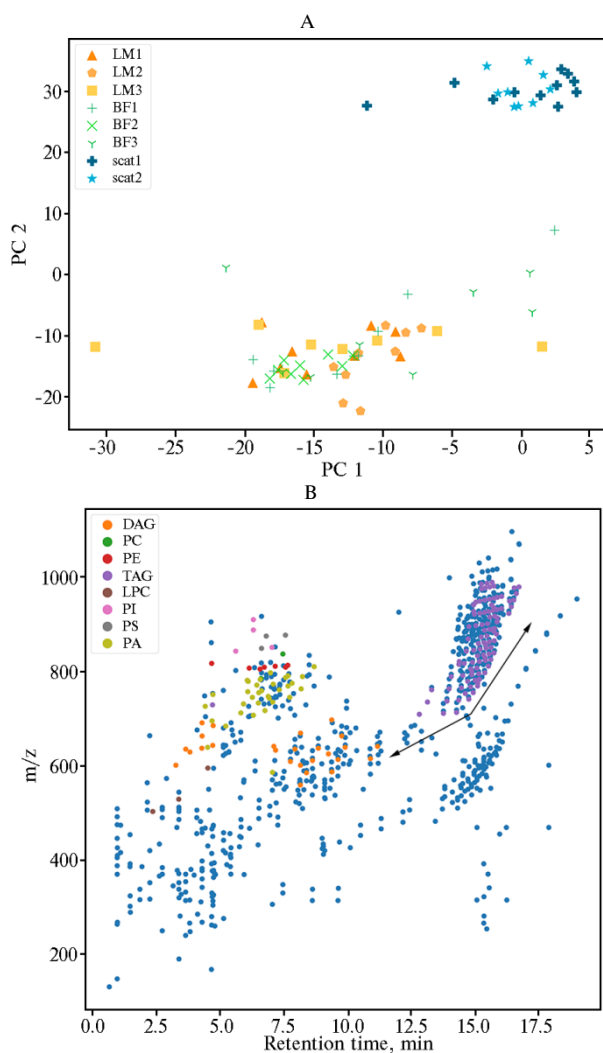 A
LM1
LM2
LM3
BF1
BF2
BF3
scat1
scat2
30
20
10
0
-10
-20
PC 2
-30 -25 -20 -15 -10 -5 0 5
PC 1
B
DAG
PC
PE
TAG
LPC
PI
PS
PA
1000
800
600
400
200
m/z
0.0 2.5 5.0 7.5 10.0 12.5 15.0 17.5
Retention time, min